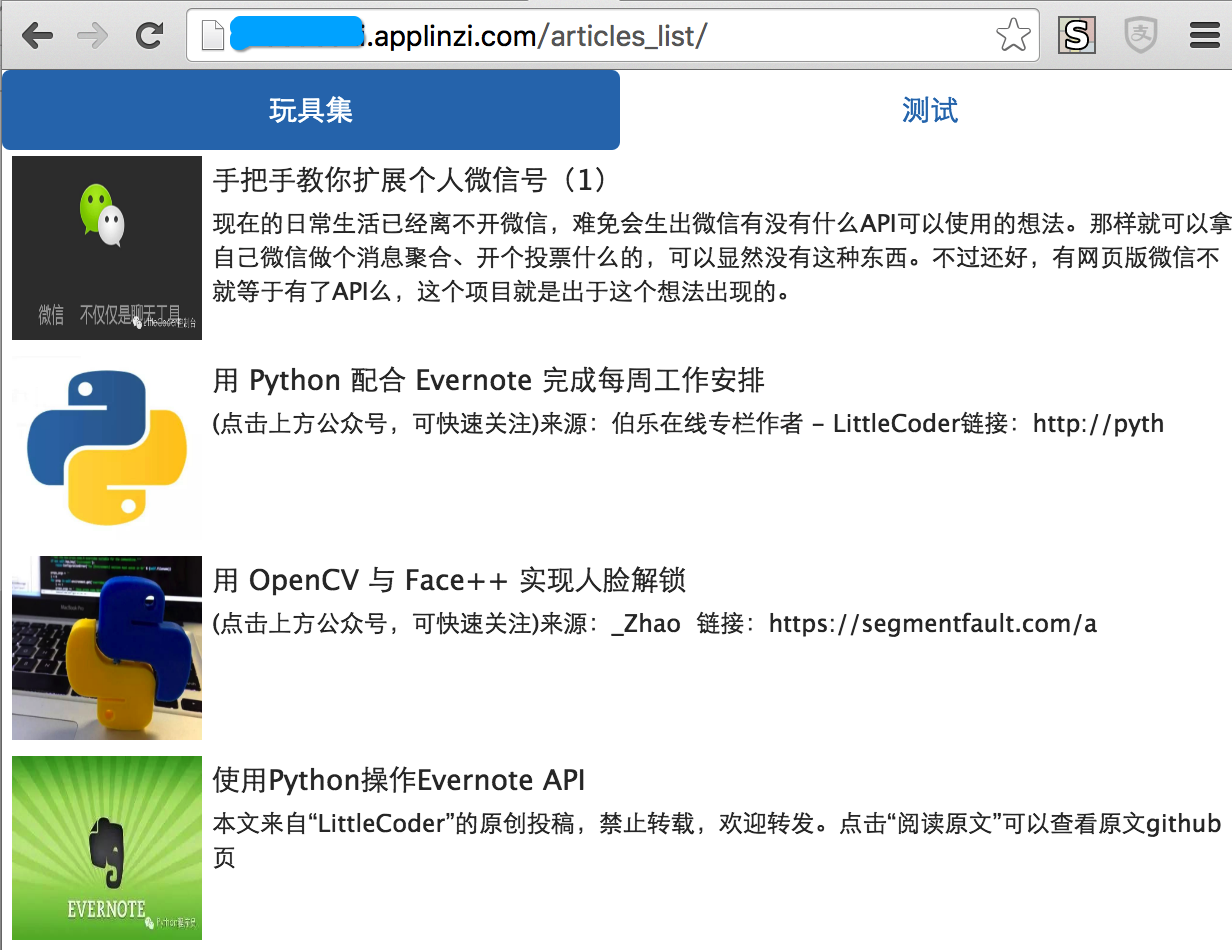 i.applinzi.com/articles_list/
S
支
玩具集
测试
手把手教你扩展个人微信号（1）
现在的日常生活已经离不开微信，难免会生出微信有没有什么API可以使用的想法。那样就可以拿
自己微信做个消息聚合、开个投票什么的，可以显然没有这种东西。不过还好，有网页版微信不
就等于有了API么，这个项目就是出于这个想法出现的。
微信 不仅仅是聊天工具
用 Python 配合 Evernote 完成每周工作安排
(点击上方公众号，可快速关注)来源：伯乐在线专栏作者 - LittleCoder链接：http://pyth
用 OpenCV 与 Face++ 实现人脸解锁
(点击上方公众号，可快速关注)来源：_Zhao 链接：https://segmentfault.com/a
使用Python操作Evernote API
本文来自“LittleCoder”的原创投稿，禁止转载，欢迎转发。点击“阅读原文”可以查看原文github
页
EVERNOTE
Python程序员